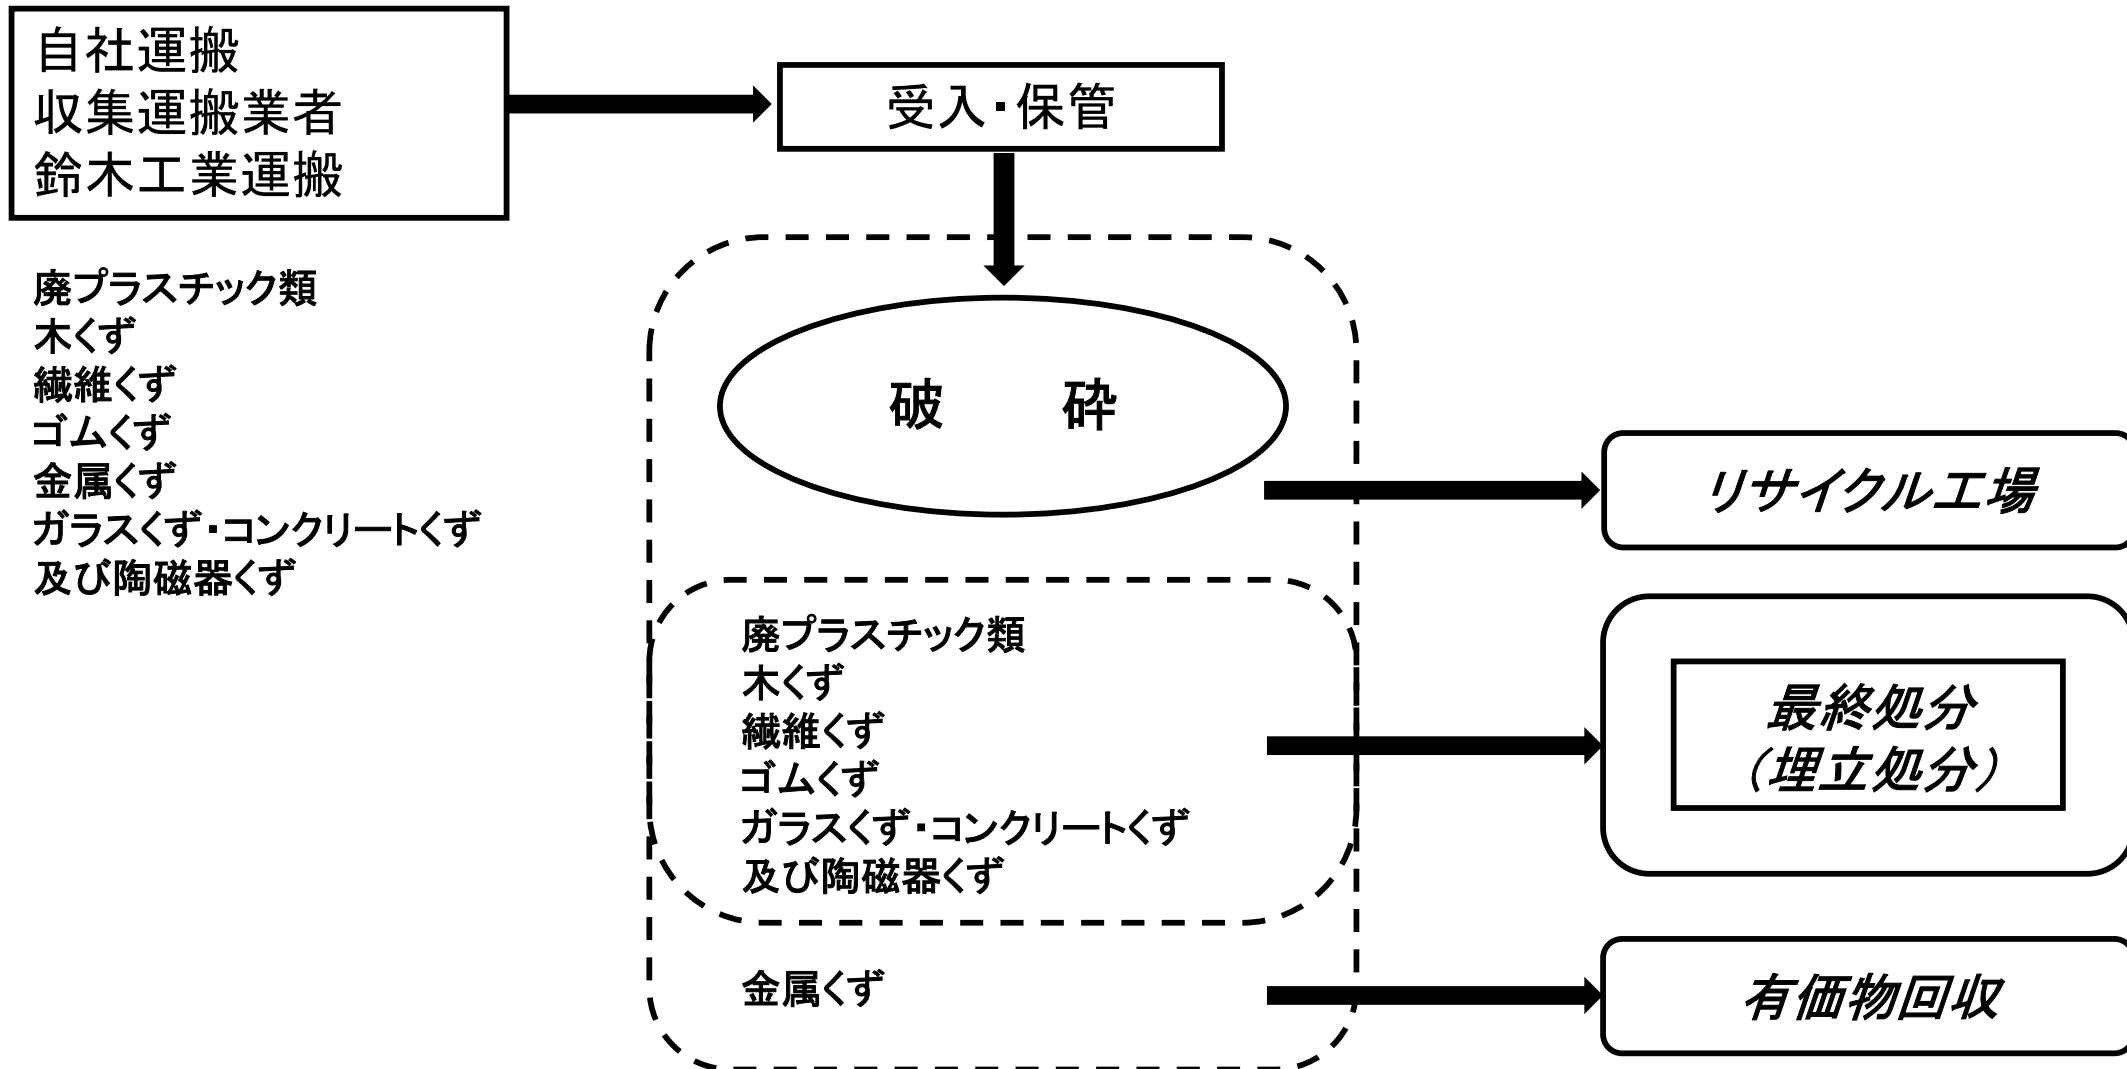 自社運搬
収集運搬業者
鈴木工業運搬
受入・保管
廃プラスチック類
木くず
繊維くず
ゴムくず
金属くず
ガラスくず・コンクリートくず
及び陶磁器くず
破　　砕
リサイクル工場
廃プラスチック類
木くず
繊維くず
ゴムくず
ガラスくず・コンクリートくず
及び陶磁器くず
最終処分
（埋立処分）
金属くず
有価物回収